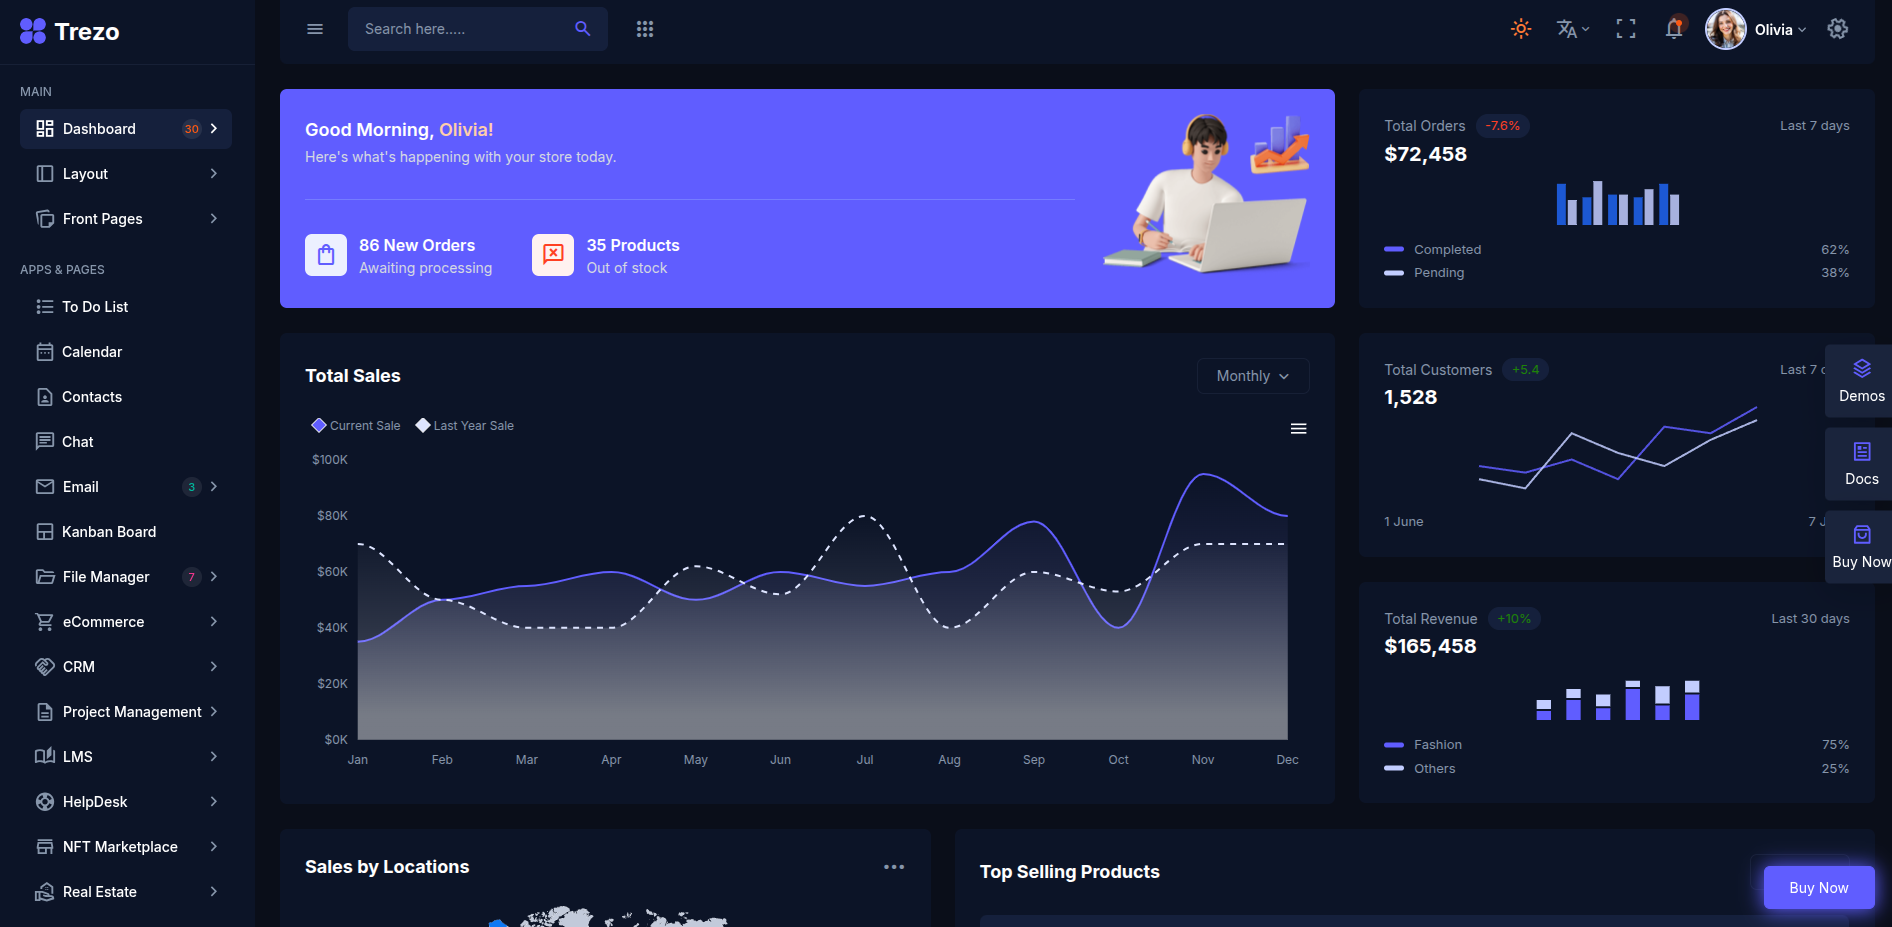 Trezo
Search here.....
Olivia
MAIN
Dashboard 30
Layout
Front Pages
APPS & PAGES
To Do List
Calendar
Contacts
Chat
Email 3
Kanban Board
File Manager 7
eCommerce
CRM
Project Management
LMS
HelpDesk
NFT Marketplace
Real Estate
Good Morning, Olivia!
Here's what's happening with your store today.
86 New Orders
Awaiting processing
35 Products
Out of stock
Total Orders -7.6% Last 7 days
$72,458
Completed 62%
Pending 38%
Total Sales
Monthly
Current Sale Last Year Sale
$100K
$80K
$60K
$40K
$20K
$0K
Jan Feb Mar Apr May Jun Jul Aug Sep Oct Nov Dec
Total Customers +5.4 Last 7 d
1,528
1 June 7 J
Demos
Docs
Buy Now
Total Revenue +10% Last 30 days
$165,458
Fashion 75%
Others 25%
Sales by Locations
Top Selling Products
Buy Now